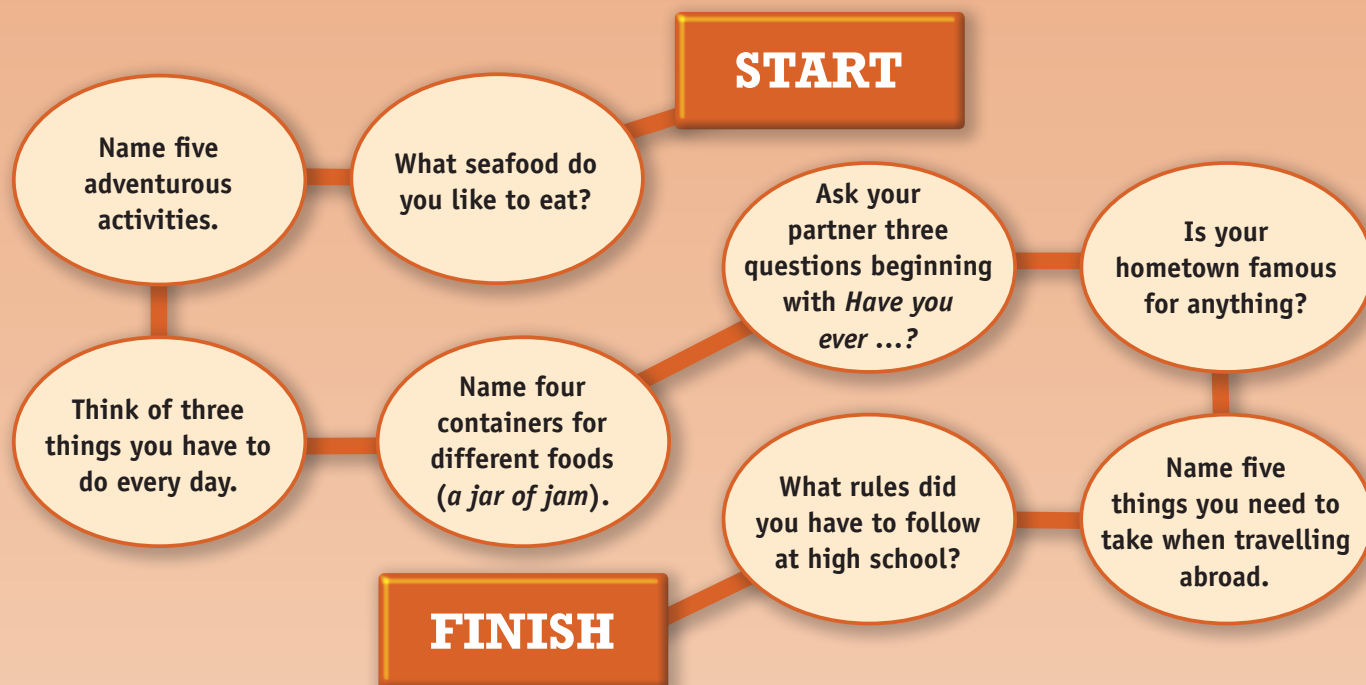 START
What seafood do
you like to eat?
Name five
adventurous
activities.
Think of three
things you have to
do every day.
Name four
containers for
different foods
(a jar of jam).
Ask your
partner three
questions beginning
with Have you
ever ...?
Is your
hometown famous
for anything?
Name five
things you need to
take when travelling
abroad.
What rules did
you have to follow
at high school?
FINISH